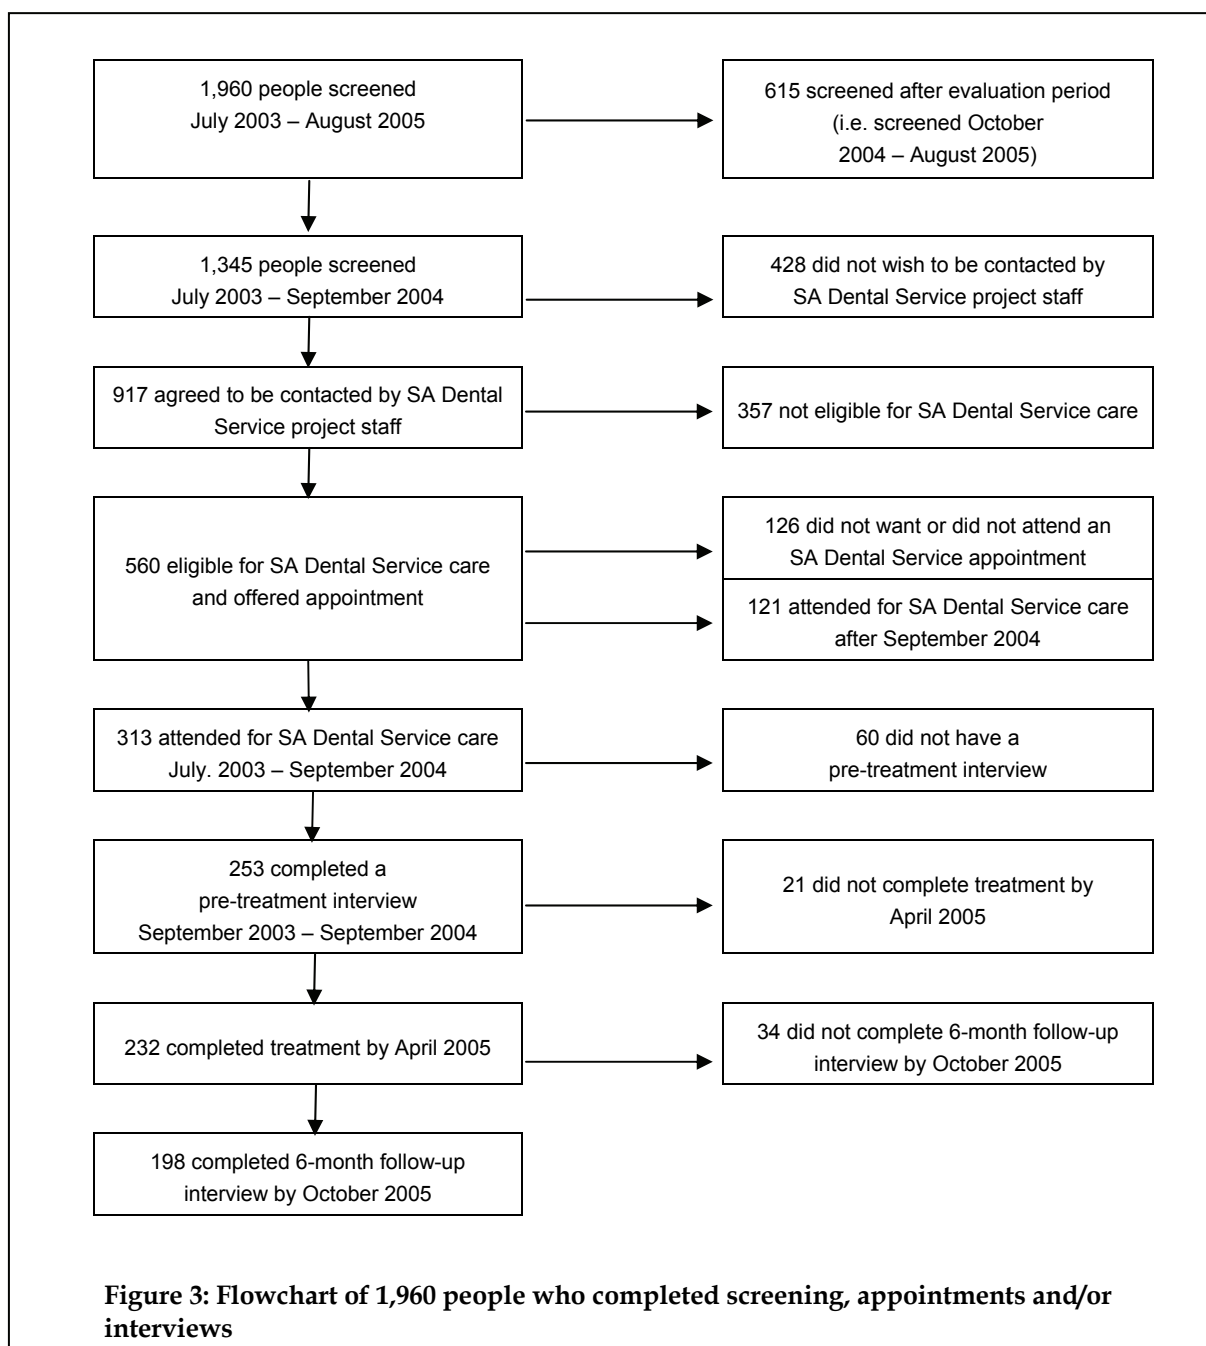 1,960 people screened
July 2003 – August 2005
615 screened after evaluation period
(i.e. screened October
2004 – August 2005)
1,345 people screened
July 2003 – September 2004
428 did not wish to be contacted by
SA Dental Service project staff
917 agreed to be contacted by SA Dental
Service project staff
357 not eligible for SA Dental Service care
560 eligible for SA Dental Service care
and offered appointment
126 did not want or did not attend an
SA Dental Service appointment
121 attended for SA Dental Service care
after September 2004
313 attended for SA Dental Service care
July. 2003 – September 2004
60 did not have a
pre-treatment interview
253 completed a
pre-treatment interview
September 2003 – September 2004
21 did not complete treatment by
April 2005
232 completed treatment by April 2005
34 did not complete 6-month follow-up
interview by October 2005
198 completed 6-month follow-up
interview by October 2005
Figure 3: Flowchart of 1,960 people who completed screening, appointments and/or
interviews